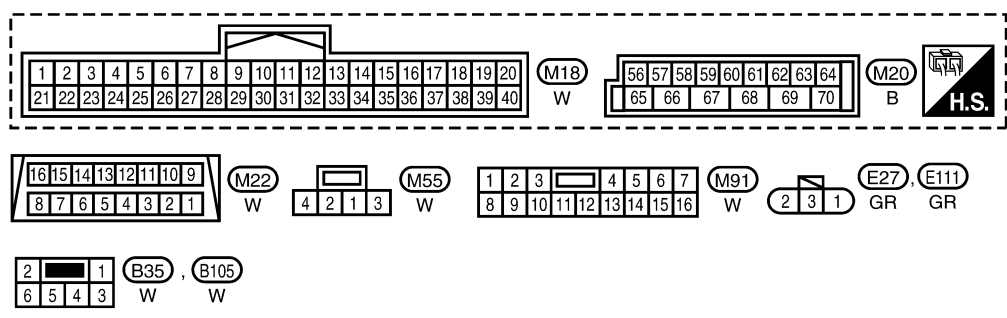 1 2 3 4 5 6 7 8 9 10 11 12 13 14 15 16 17 18 19 20
21 22 23 24 25 26 27 28 29 30 31 32 33 34 35 36 37 38 39 40
M18
W
56 57 58 59 60 61 62 63 64
65 66 67 68 69 70
M20
B
H.S.
16 15 14 13 12 11 10 9
8 7 6 5 4 3 2 1
M22
W
4 2 1 3
M55
W
1 2 3 4 5 6 7
8 9 10 11 12 13 14 15 16
M91
W
2 3 1
E27 , E111
GR GR
2 1
6 5 4 3
B35 , B105
W W